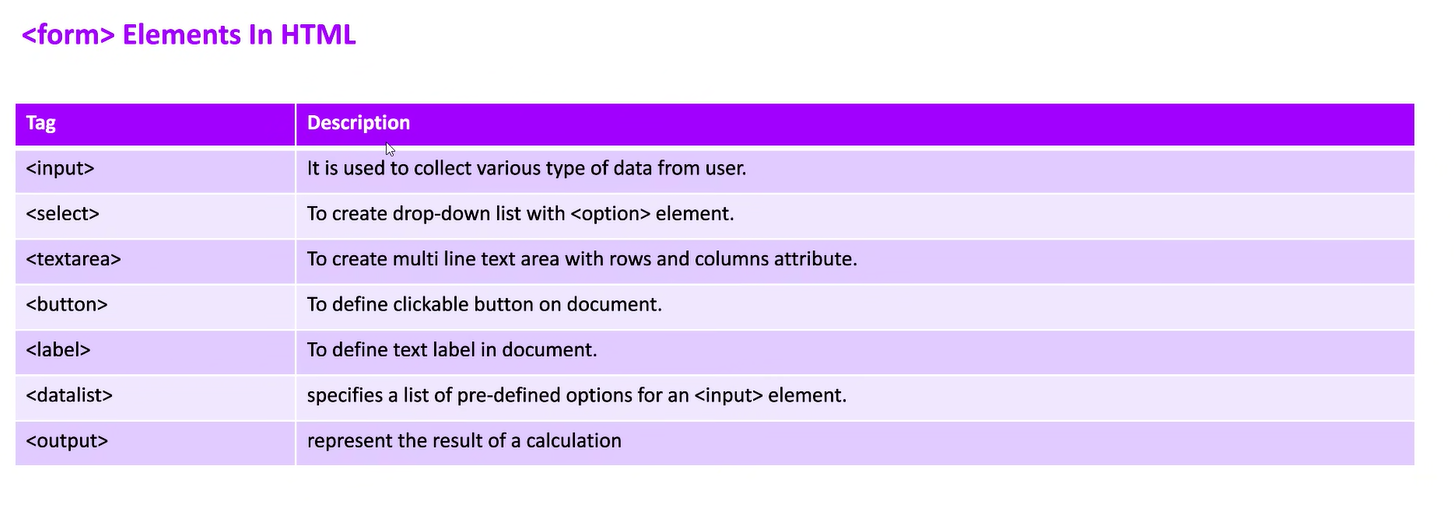 <form> Elements In HTML
Tag Description
<input> It is used to collect various type of data from user.
<select> To create drop-down list with <option> element.
<textarea> To create multi line text area with rows and columns attribute.
<button> To define clickable button on document.
<label> To define text label in document.
<datalist> specifies a list of pre-defined options for an <input> element.
<output> represent the result of a calculation